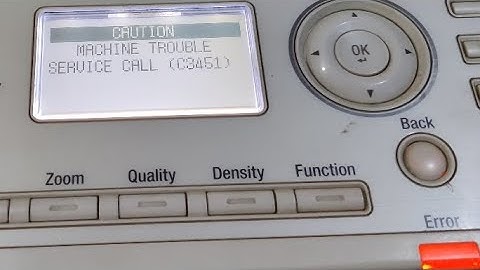 CAUTION
MACHINE TROUBLE
SERVICE CALL (C3451)
OK
Back
Zoom Quality Density Function
Error